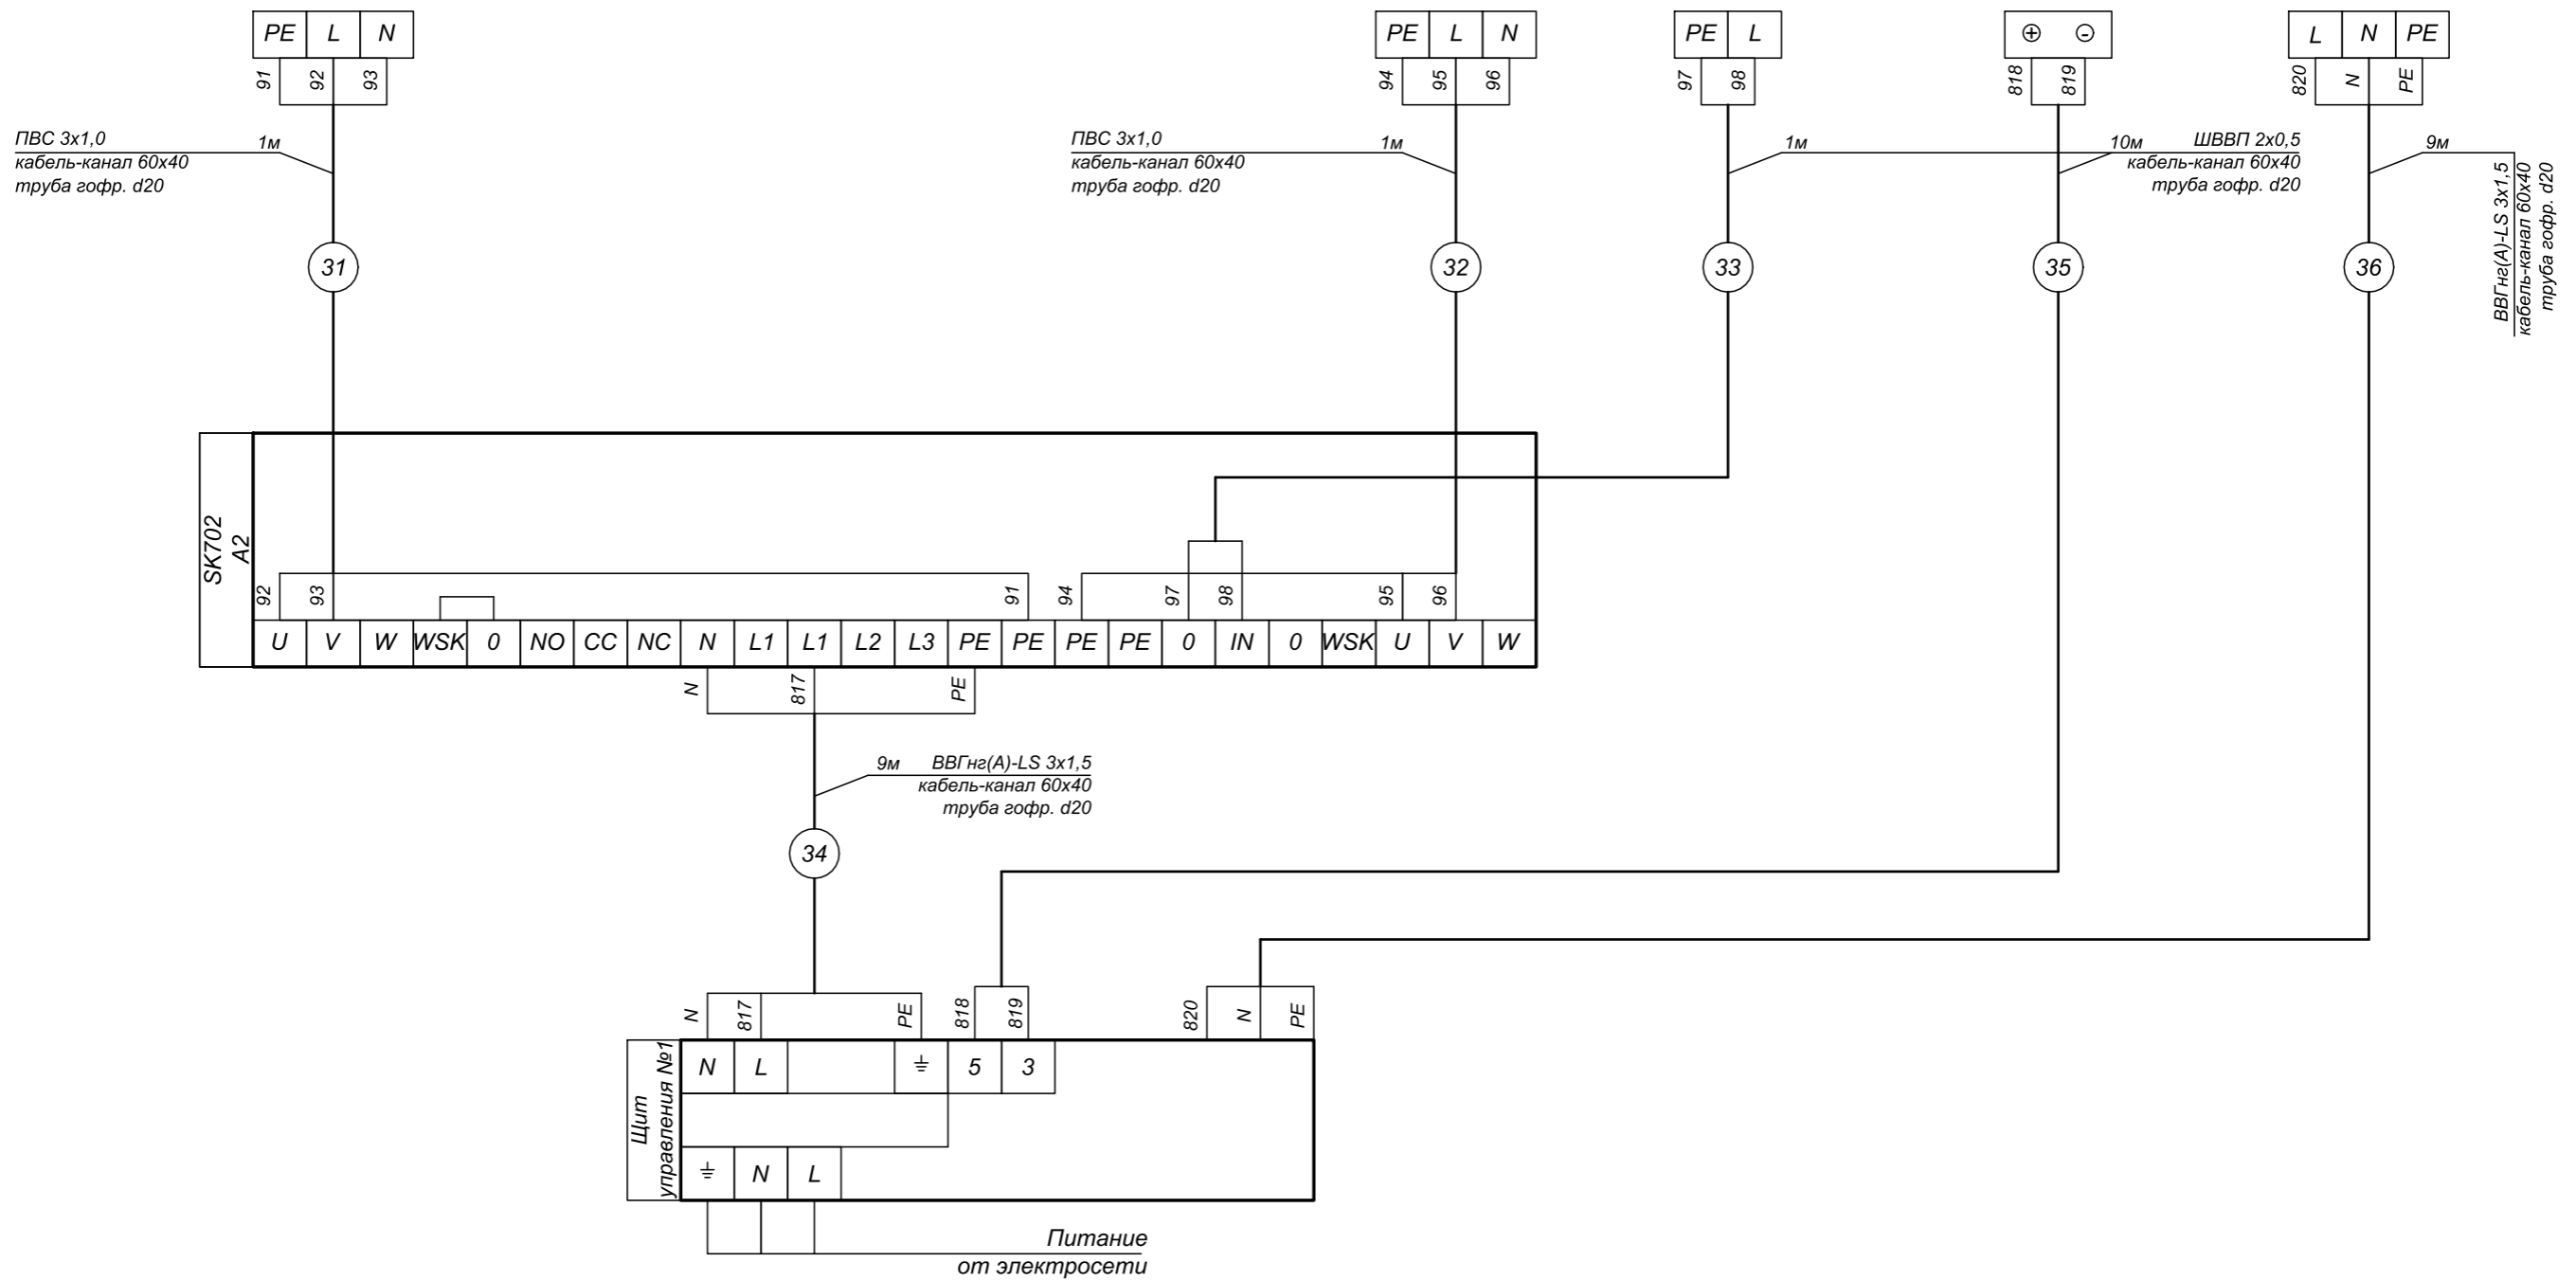 PE L N
PE L N
PE L
⊕ ⊖
L N PE
91 92 93
94 95 96
97 98
818 819
820 N PE
ПВС 3х1,0 1м
кабель-канал 60х40
труба гофр. d20
ПВС 3х1,0 1м
кабель-канал 60х40
труба гофр. d20
1м
10м ШВВП 2х0,5
кабель-канал 60х40
труба гофр. d20
9м
ВВГнг(А)-LS 3х1,5
кабель-канал 60х40
труба гофр. d20
31
32
33
35
36
SK702
A2
92 93 91 94 97 98 95 96
U V W WSK 0 NO CC NC N L1 L1 L2 L3 PE PE PE PE 0 IN 0 WSK U V W
N 817 PE
9м ВВГнг(А)-LS 3х1,5
кабель-канал 60х40
труба гофр. d20
34
N 817 PE 818 819 820 N PE
Щит
управления №1
N L ⏚ 5 3
⏚ N L
Питание
от электросети